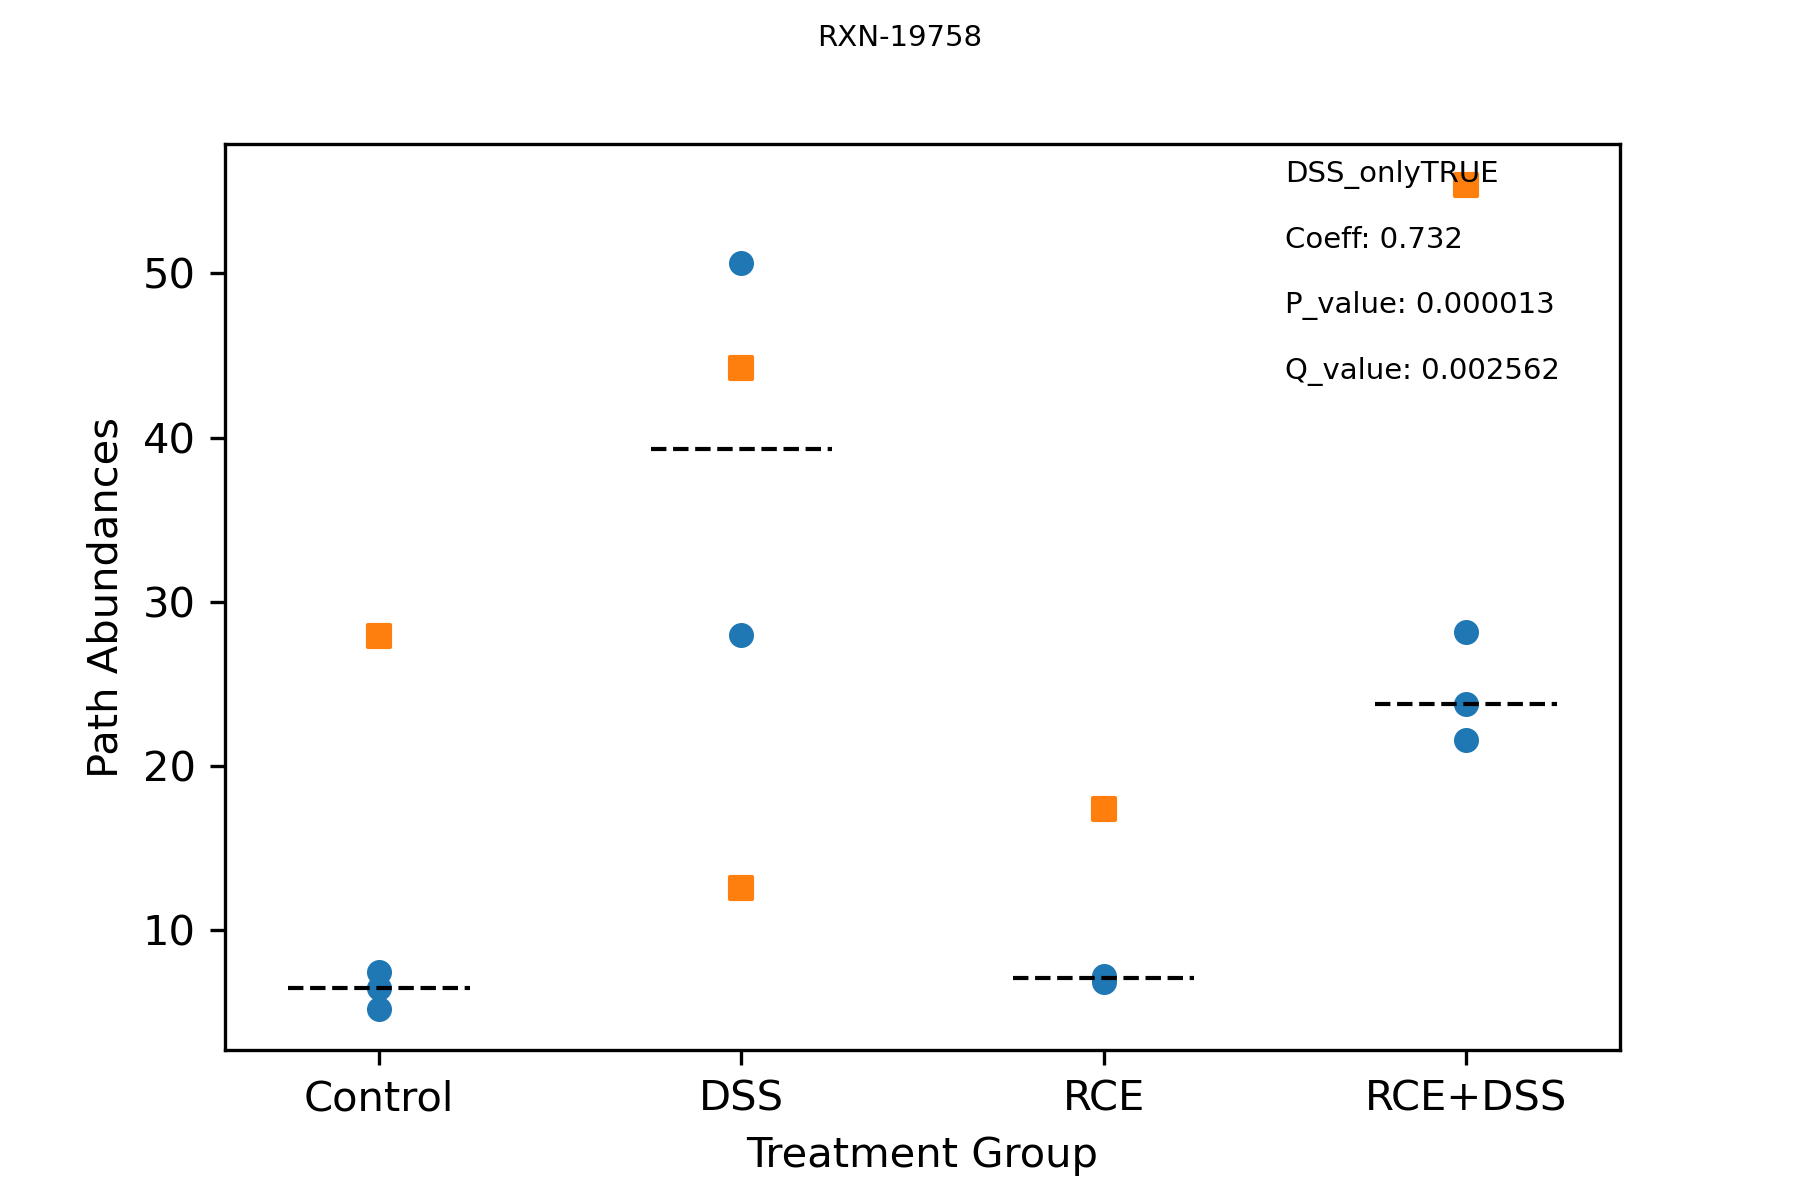 RXN-19758
DSS_onlyTRUE
Coeff: 0.732
P_value: 0.000013
Q_value: 0.002562
Path Abundances
50
40
30
20
10
Control
DSS
RCE
RCE+DSS
Treatment Group